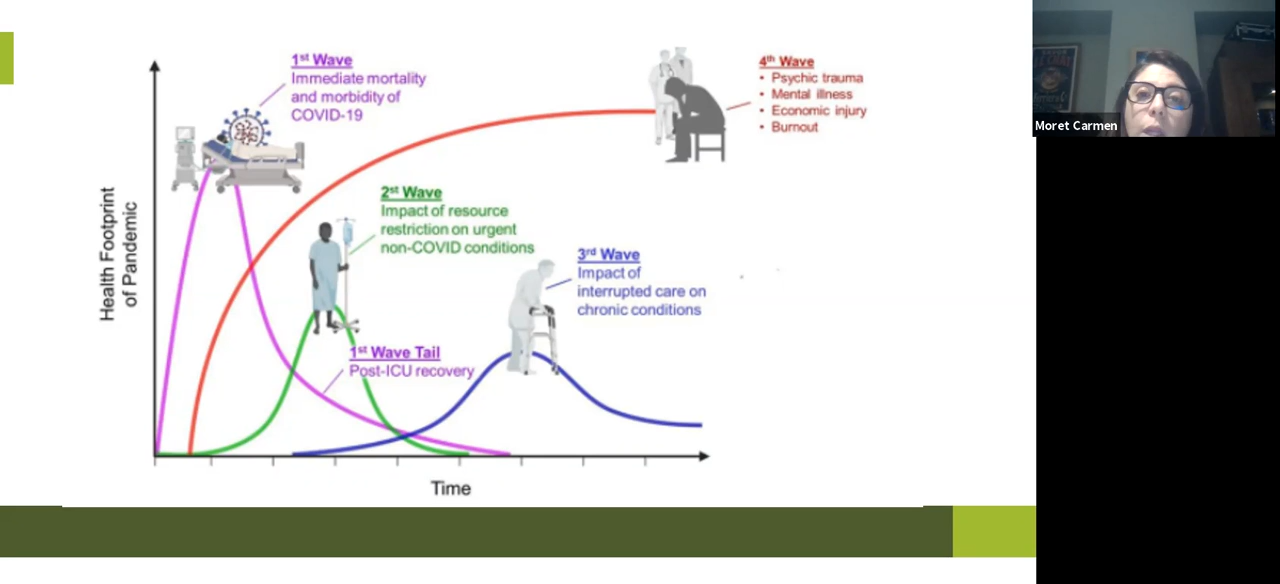 1st Wave
Immediate mortality
and morbidity of
COVID-19
4th Wave
• Psychic trauma
• Mental illness
• Economic injury
• Burnout
2st Wave
Impact of resource
restriction on urgent
non-COVID conditions
3rd Wave
Impact of
interrupted care on
chronic conditions
1st Wave Tail
Post-ICU recovery
Health Footprint
of Pandemic
Time
Moret Carmen